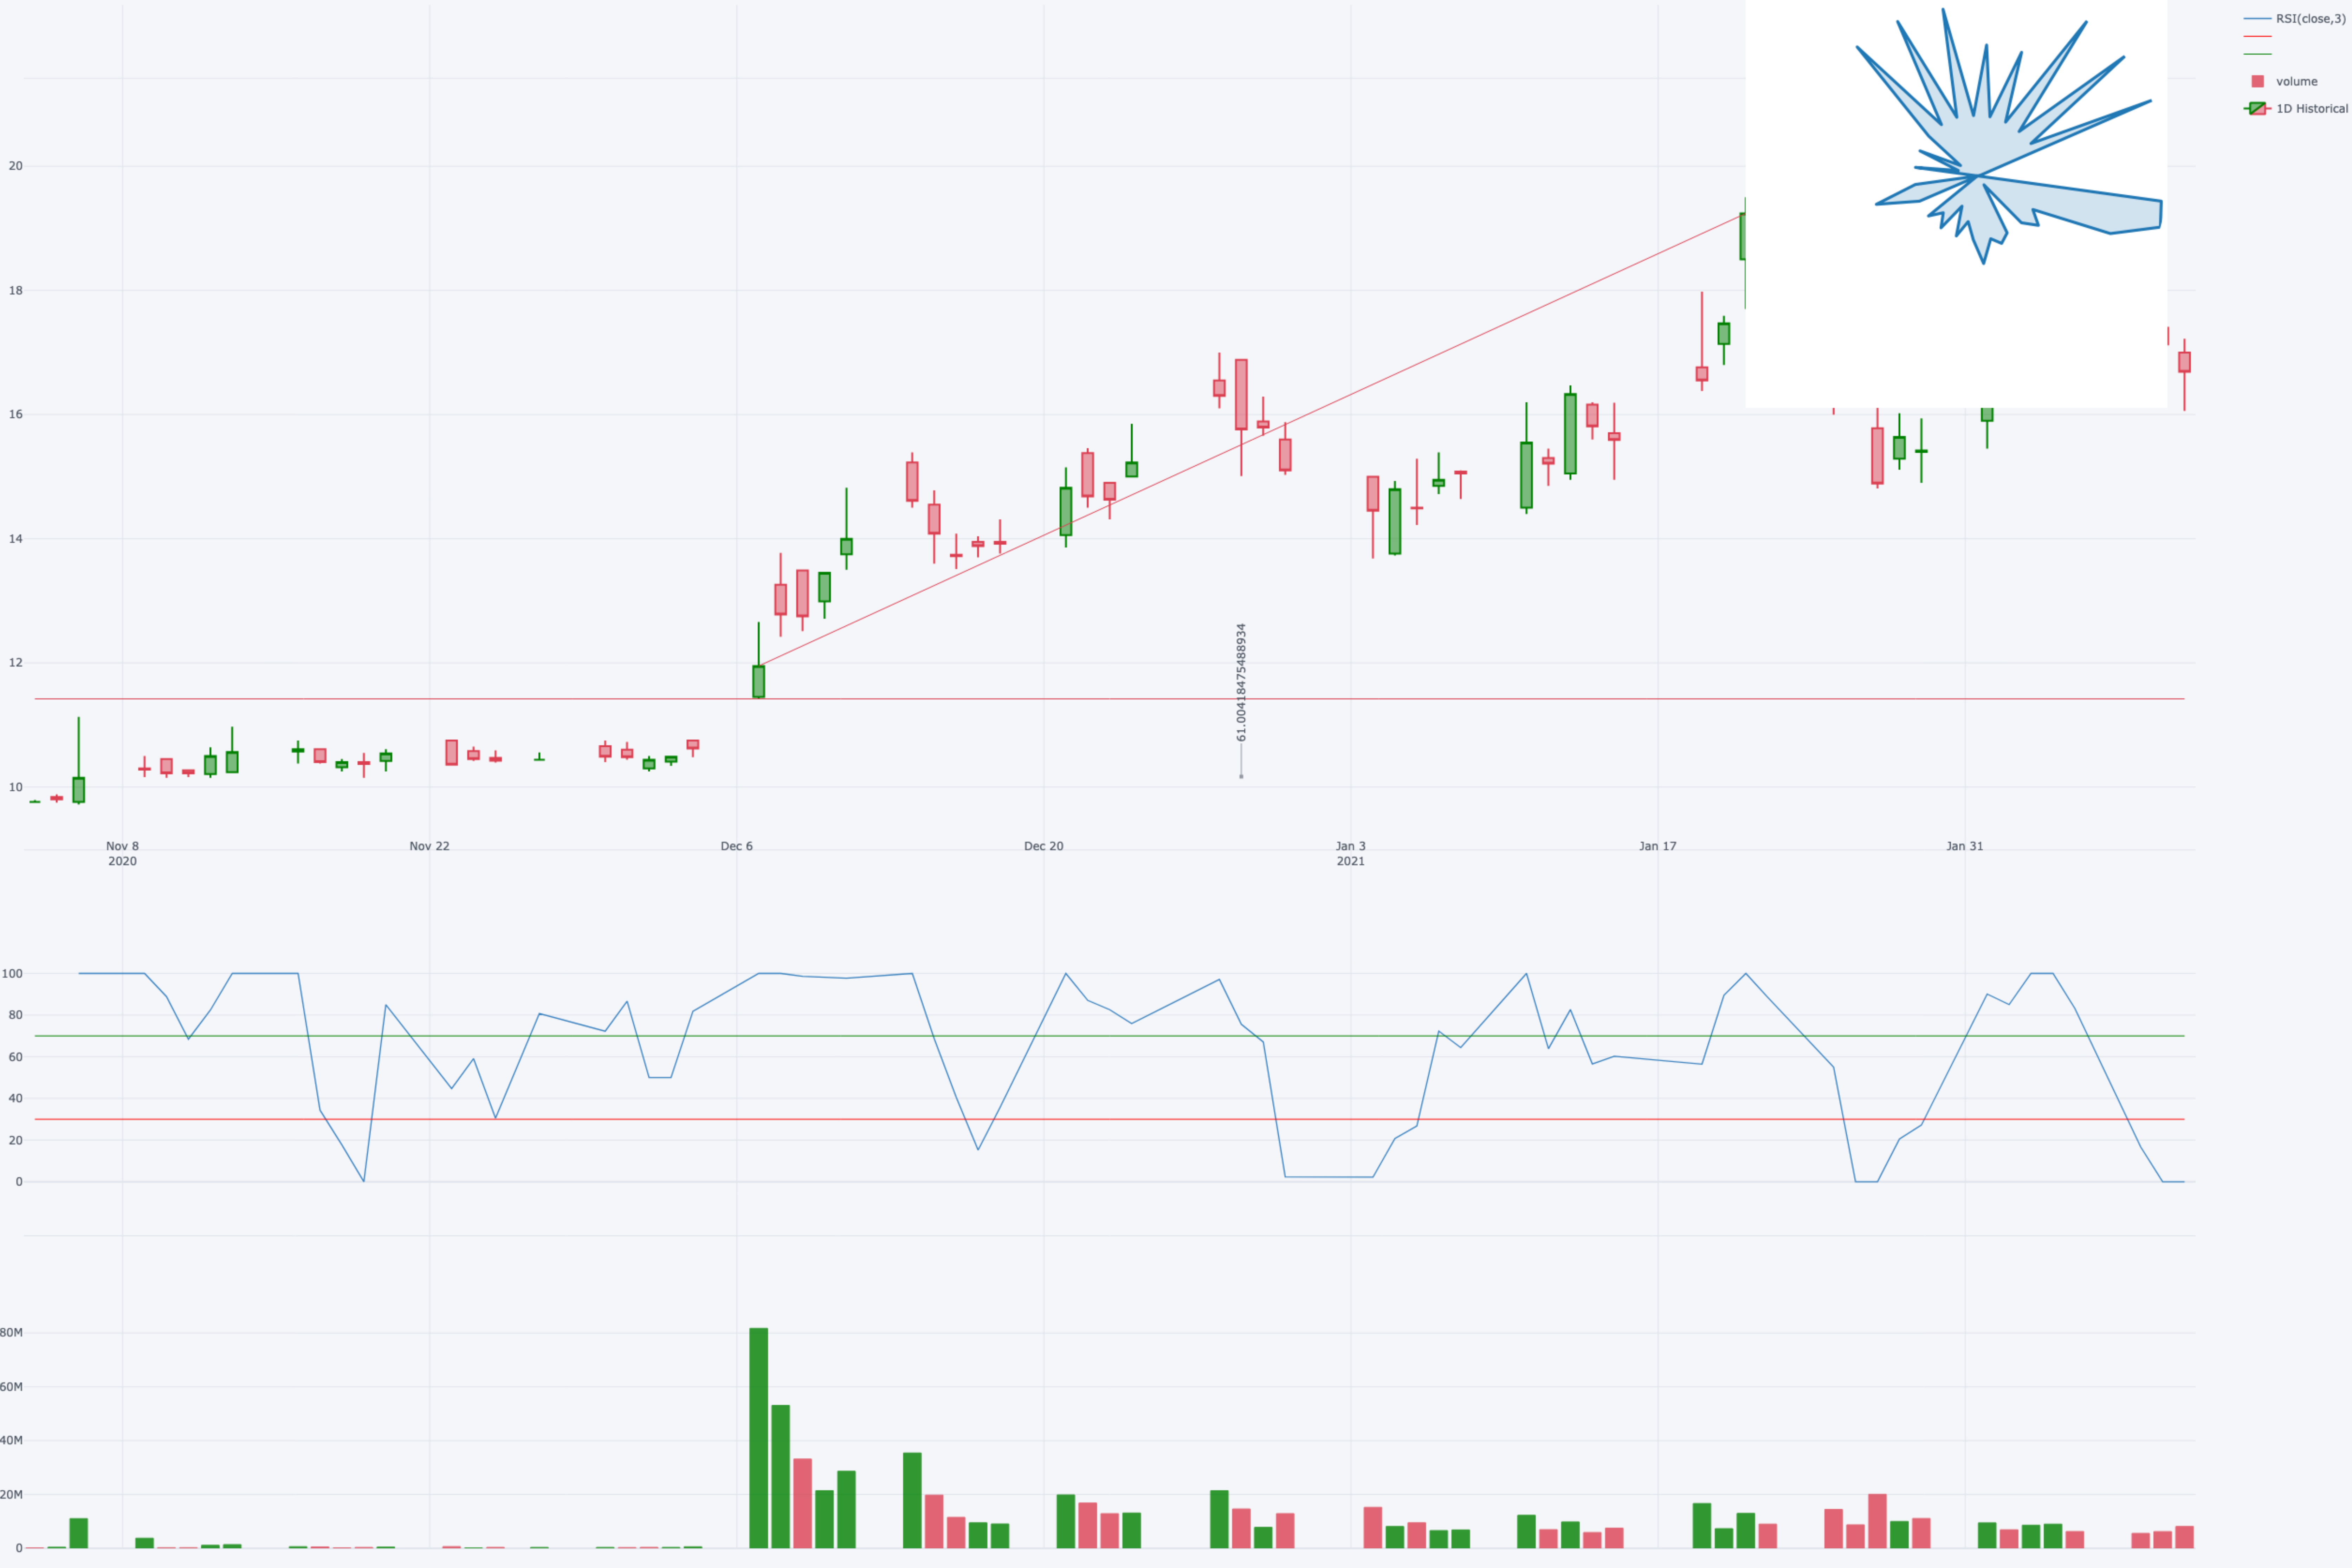 RSI(close,3)
volume
1D Historical
20
18
16
14
12
10
61.00418475488934
Nov 8
2020
Nov 22
Dec 6
Dec 20
Jan 3
2021
Jan 17
Jan 31
100
80
60
40
20
0
80M
60M
40M
20M
0